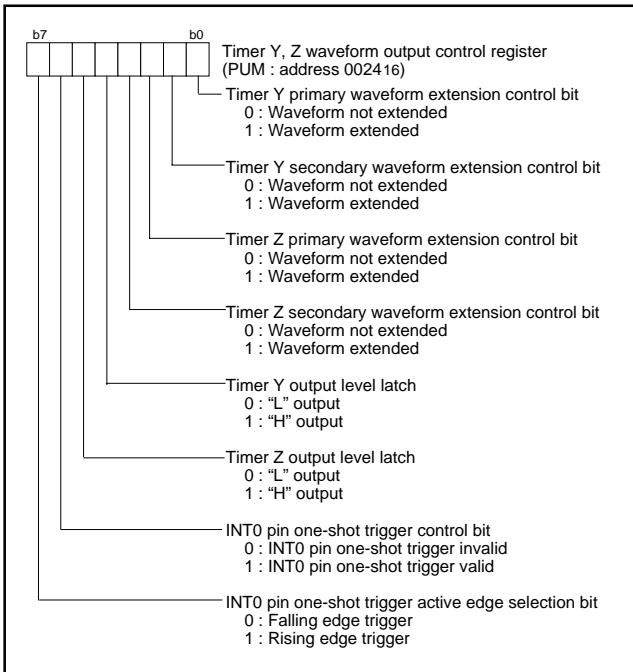 b7 b0
Timer Y, Z waveform output control register
(PUM : address 002416)
Timer Y primary waveform extension control bit
0 : Waveform not extended
1 : Waveform extended
Timer Y secondary waveform extension control bit
0 : Waveform not extended
1 : Waveform extended
Timer Z primary waveform extension control bit
0 : Waveform not extended
1 : Waveform extended
Timer Z secondary waveform extension control bit
0 : Waveform not extended
1 : Waveform extended
Timer Y output level latch
0 : “L” output
1 : “H” output
Timer Z output level latch
0 : “L” output
1 : “H” output
INT0 pin one-shot trigger control bit
0 : INT0 pin one-shot trigger invalid
1 : INT0 pin one-shot trigger valid
INT0 pin one-shot trigger active edge selection bit
0 : Falling edge trigger
1 : Rising edge trigger